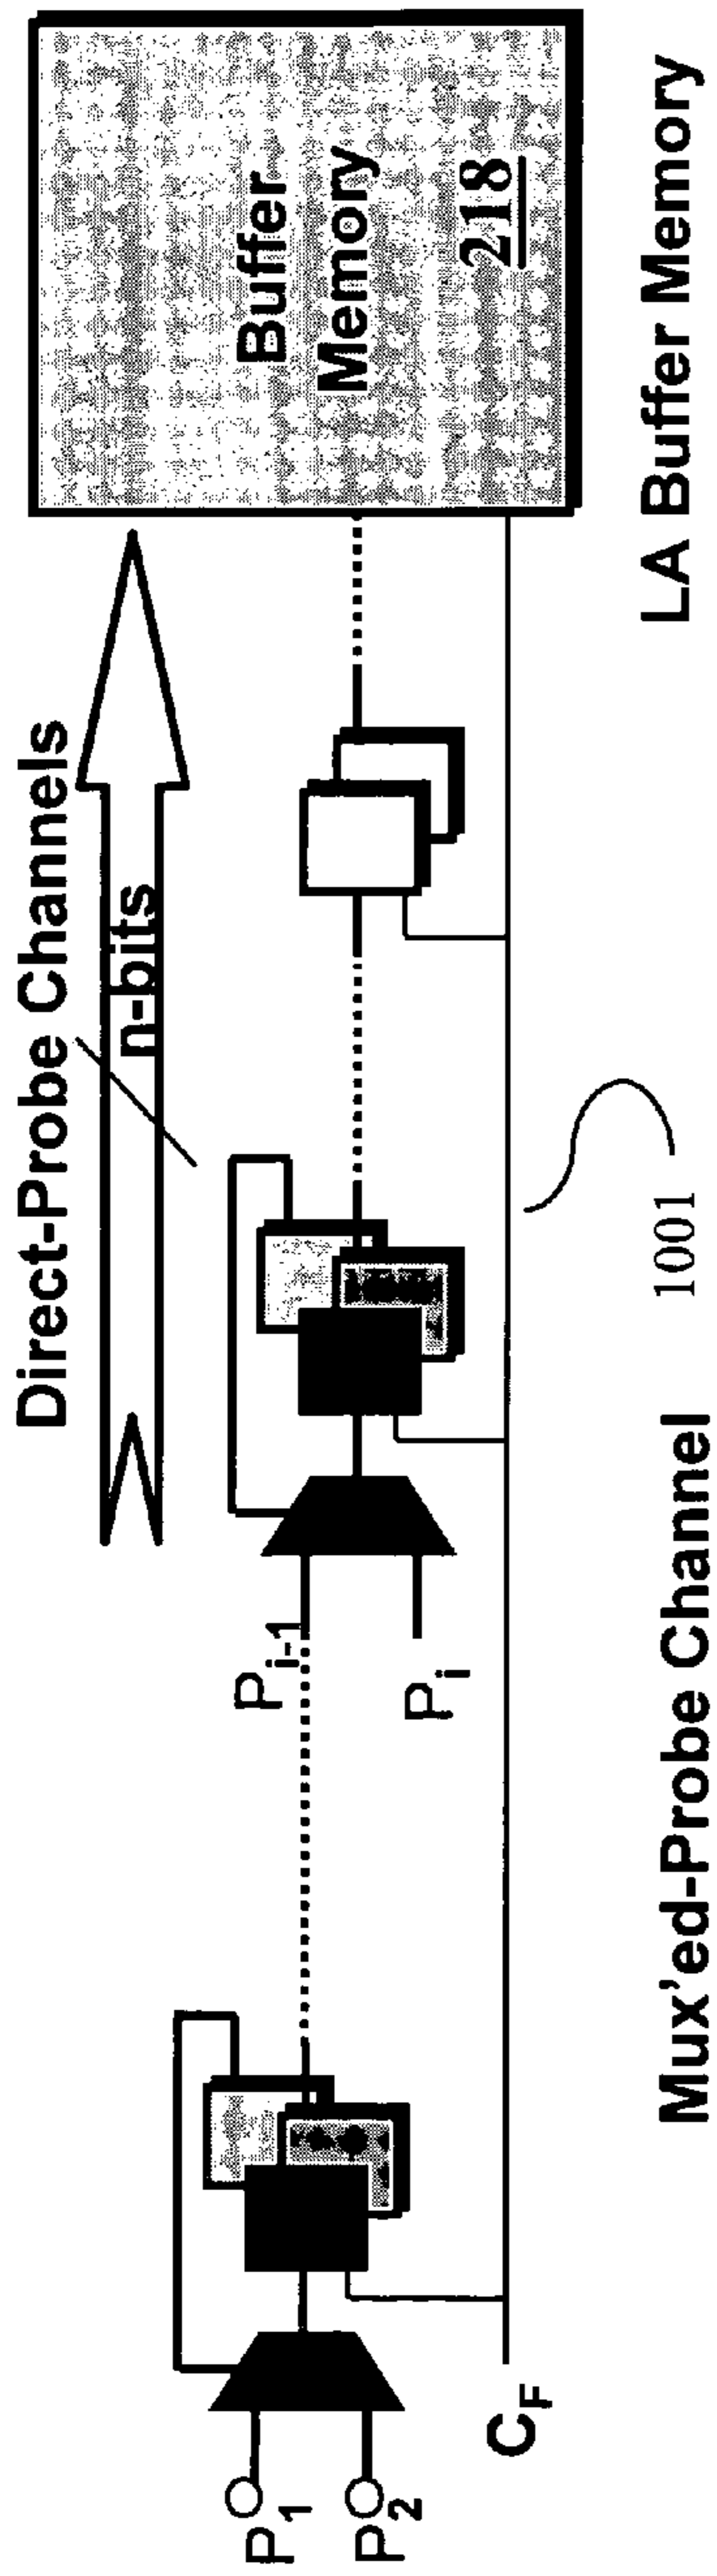 Direct-Probe Channels
n-bits
Buffer
Memory
218
P1
P2
Pi-1
Pi
CF
1001
Mux'ed-Probe Channel
LA Buffer Memory